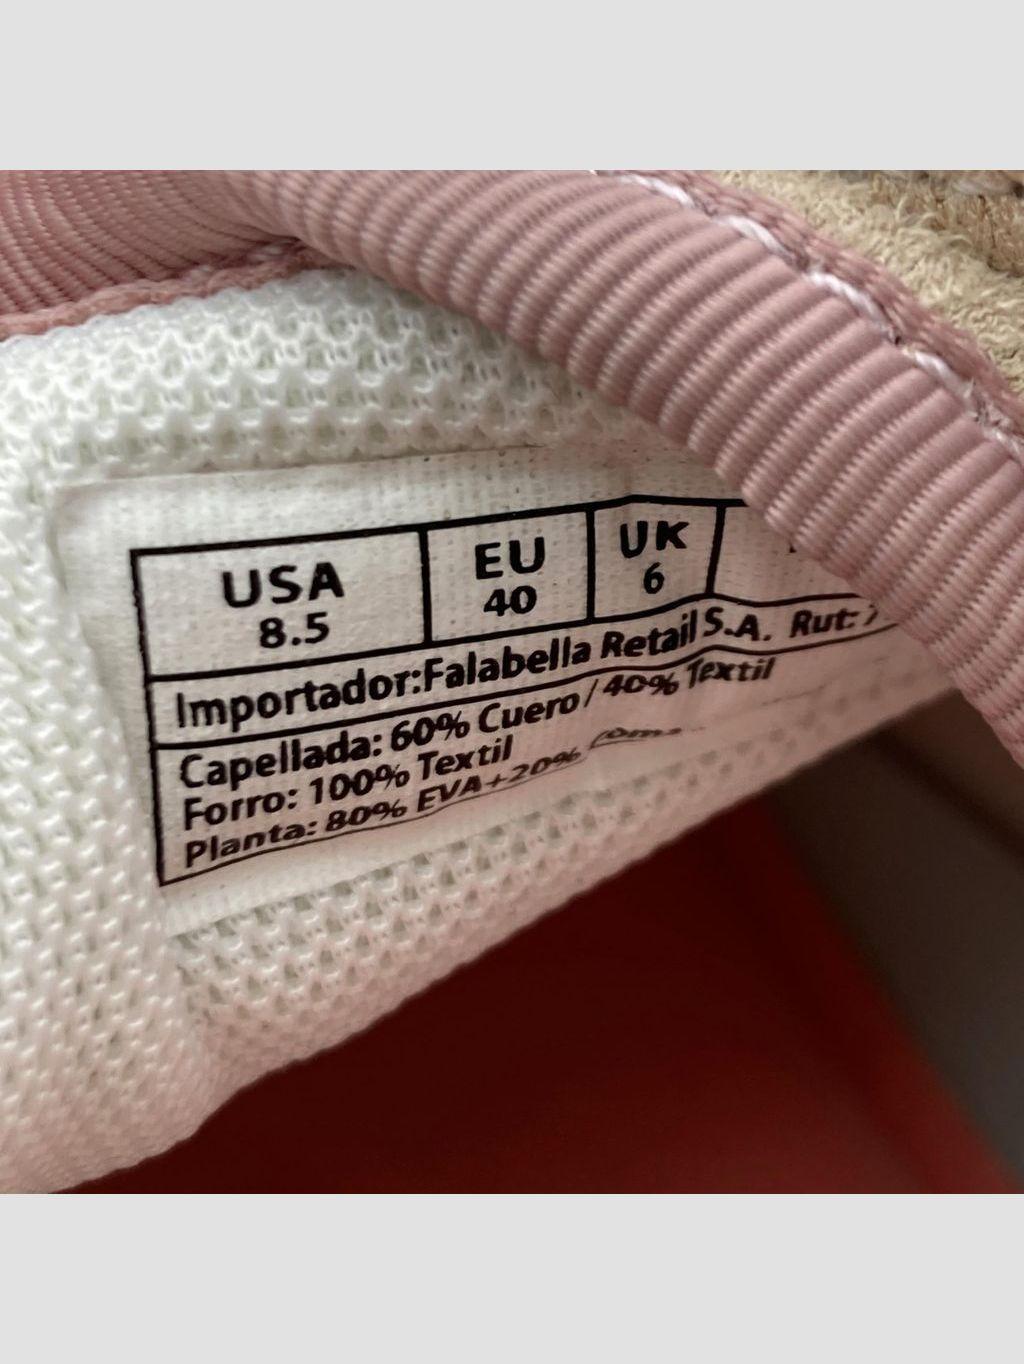 USA EU UK
8.5 40 6
Importador:Falabella Retail S.A. Rut: 7
Capellada: 60% Cuero / 40% Textil
Forro: 100% Textil
Planta: 80% EVA+20%